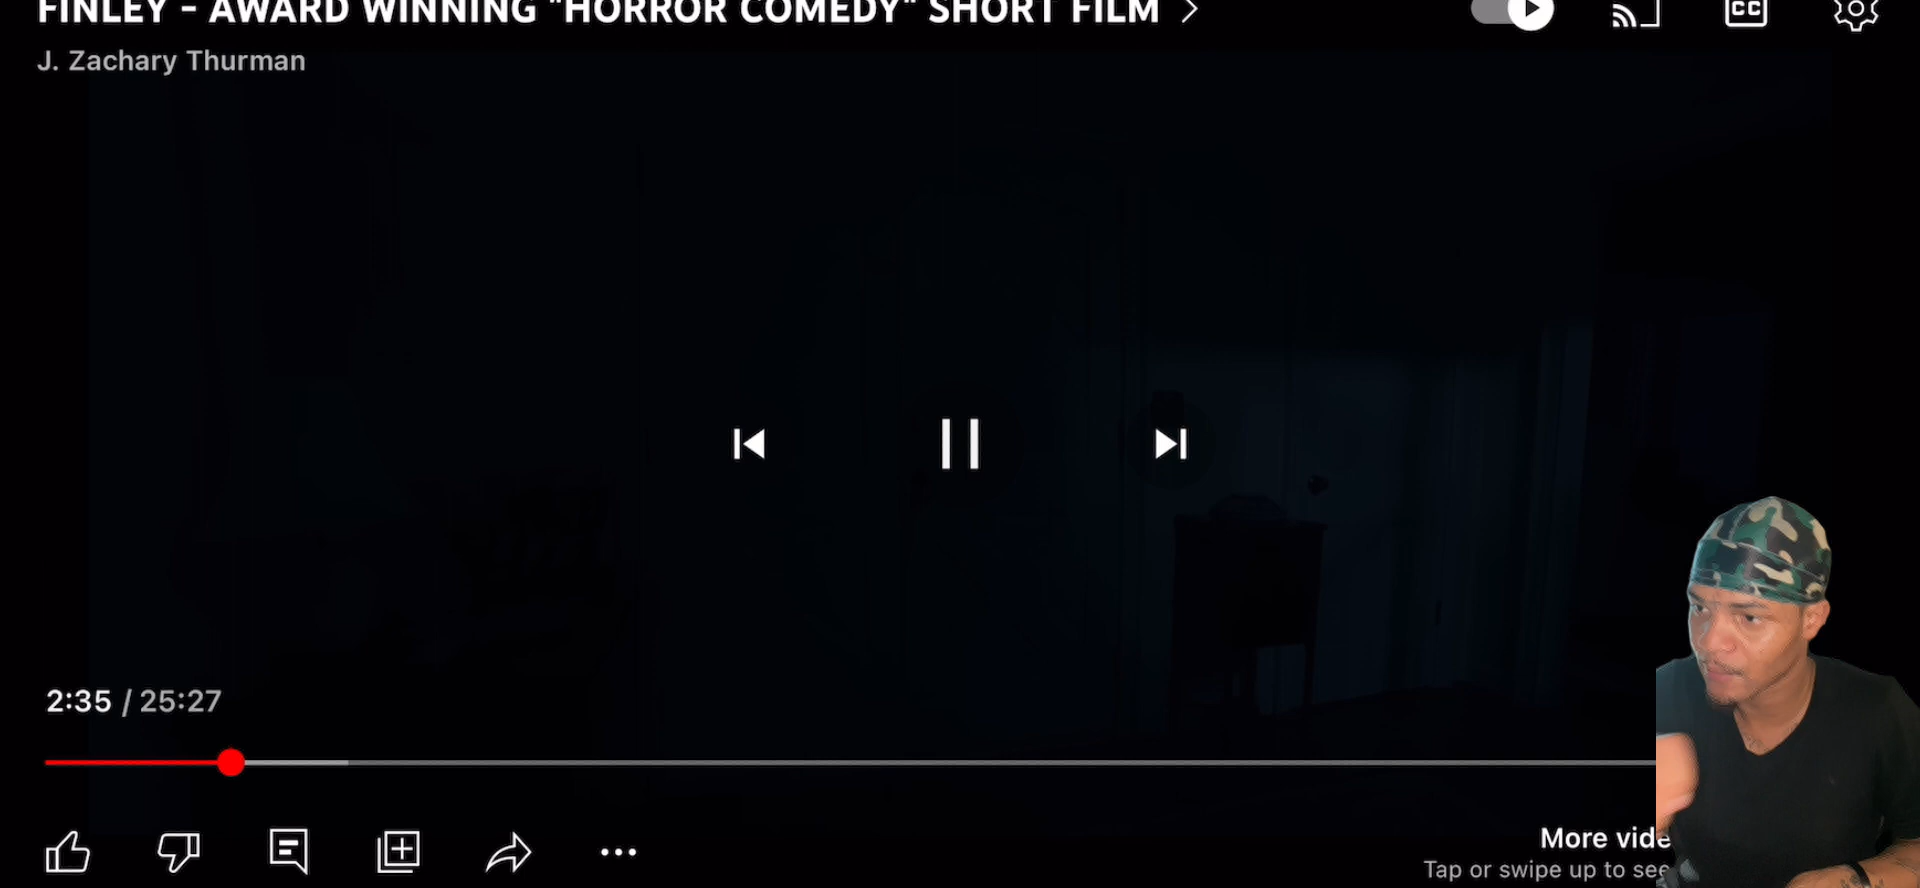 FINLEY - AWARD WINNING "HORROR COMEDY" SHORT FILM
CC
J. Zachary Thurman
2:35 / 25:27
More vide
Tap or swipe up to see